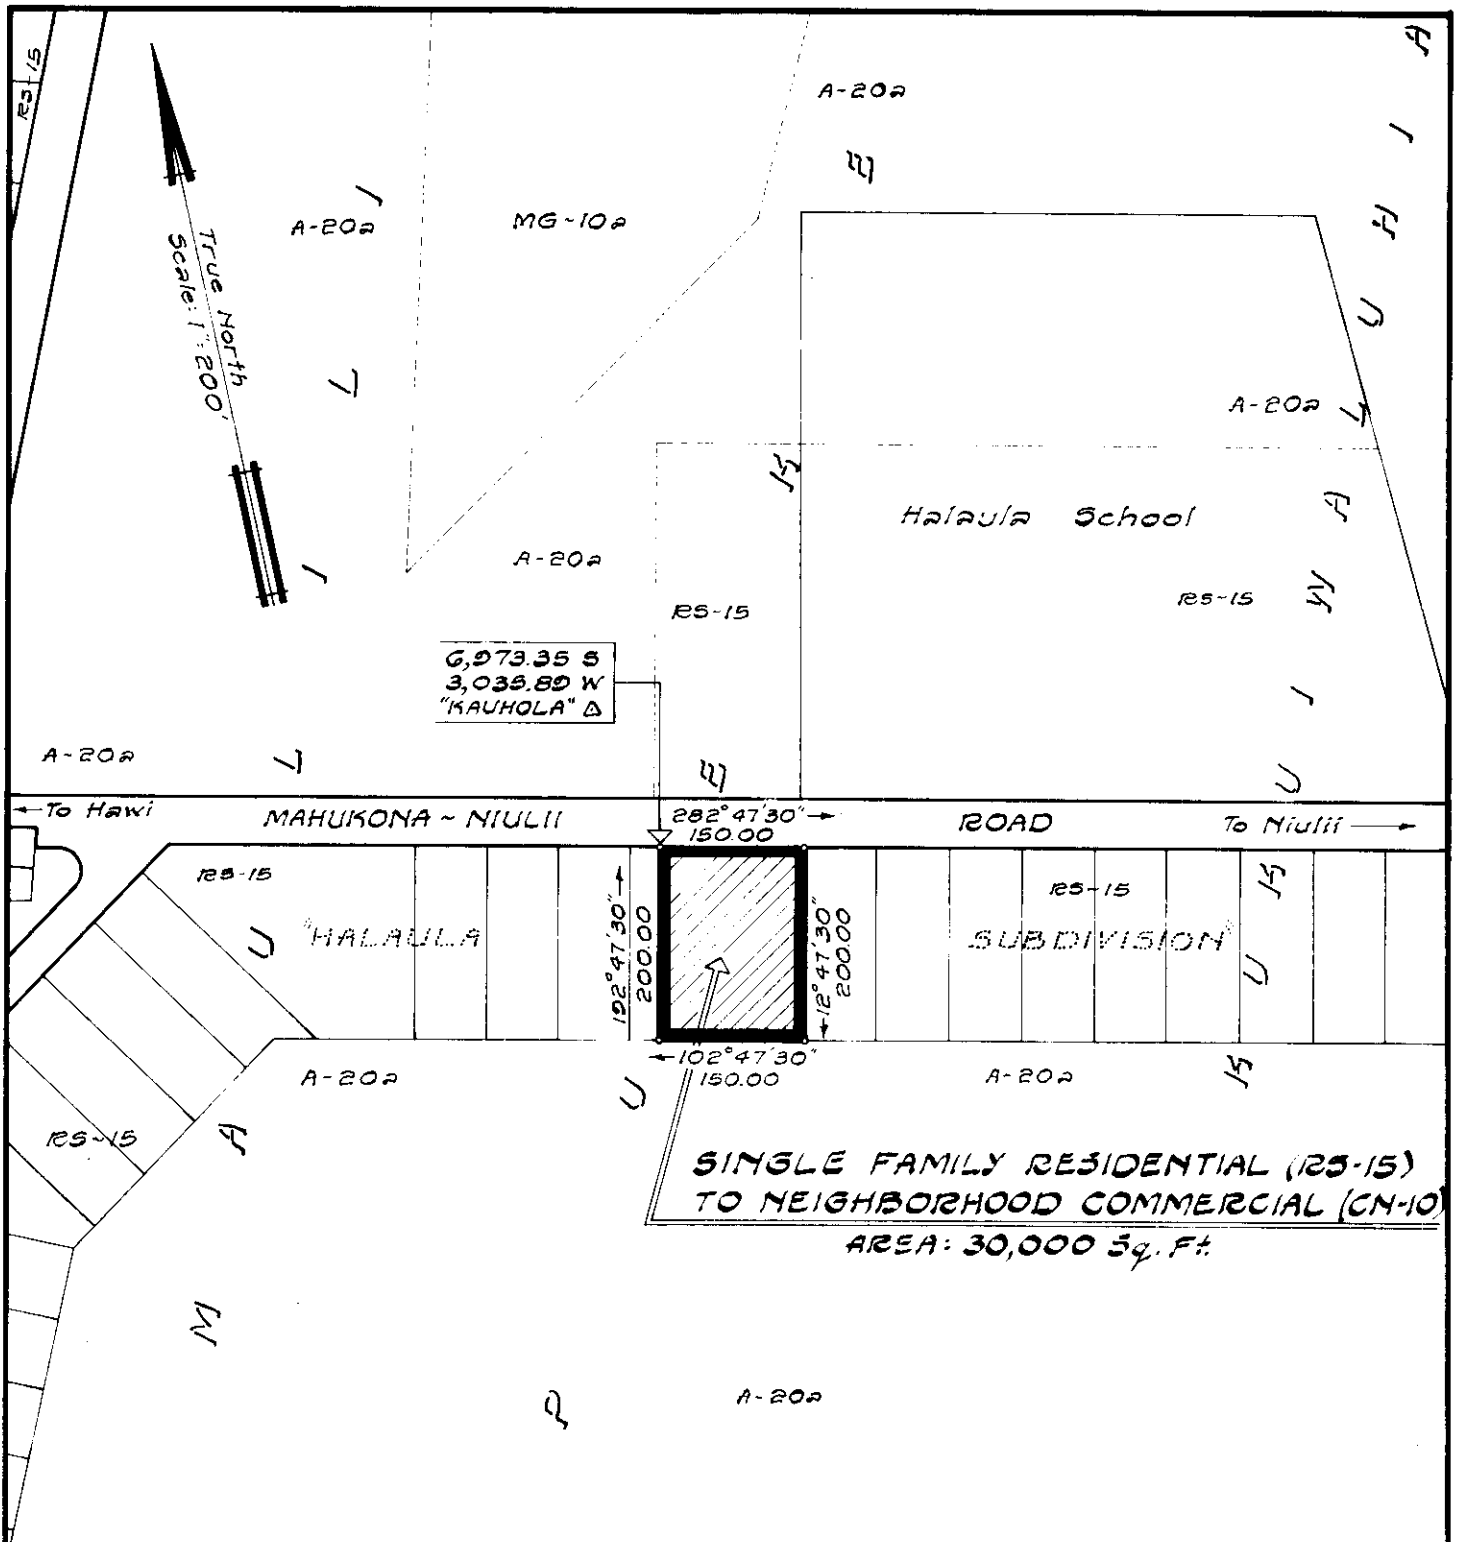 RS-15
A-20a
A-20a
MG-10a
True North
Scale: 1"=200'
A-20a
Halaula School
A-20a
RS-15
RS-15
6,973.35 S
3,035.89 W
"KAUHOLA" △
A-20a
← To Hawi
MAHUKONA ~ NIULII
ROAD
To Niulii →
282°47'30" →
150.00
RS-15
"HALAULA
SUBDIVISION"
RS-15
192°47'30" →
200.00
← 12°47'30"
200.00
← 102°47'30"
150.00
A-20a
A-20a
RS-15
SINGLE FAMILY RESIDENTIAL (RS-15)
TO NEIGHBORHOOD COMMERCIAL (CN-10)
AREA: 30,000 Sq. Ft.
A-20a
MAULILI
PUEKE
KUKUIWALUHIA